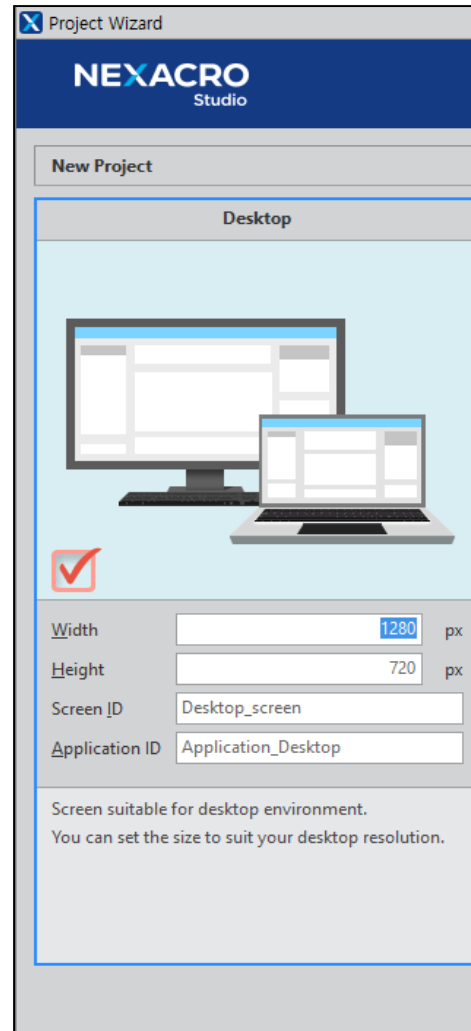 Project Wizard
NEXACRO
Studio
New Project
Desktop
Width 1280 px
Height 720 px
Screen ID Desktop_screen
Application ID Application_Desktop
Screen suitable for desktop environment.
You can set the size to suit your desktop resolution.